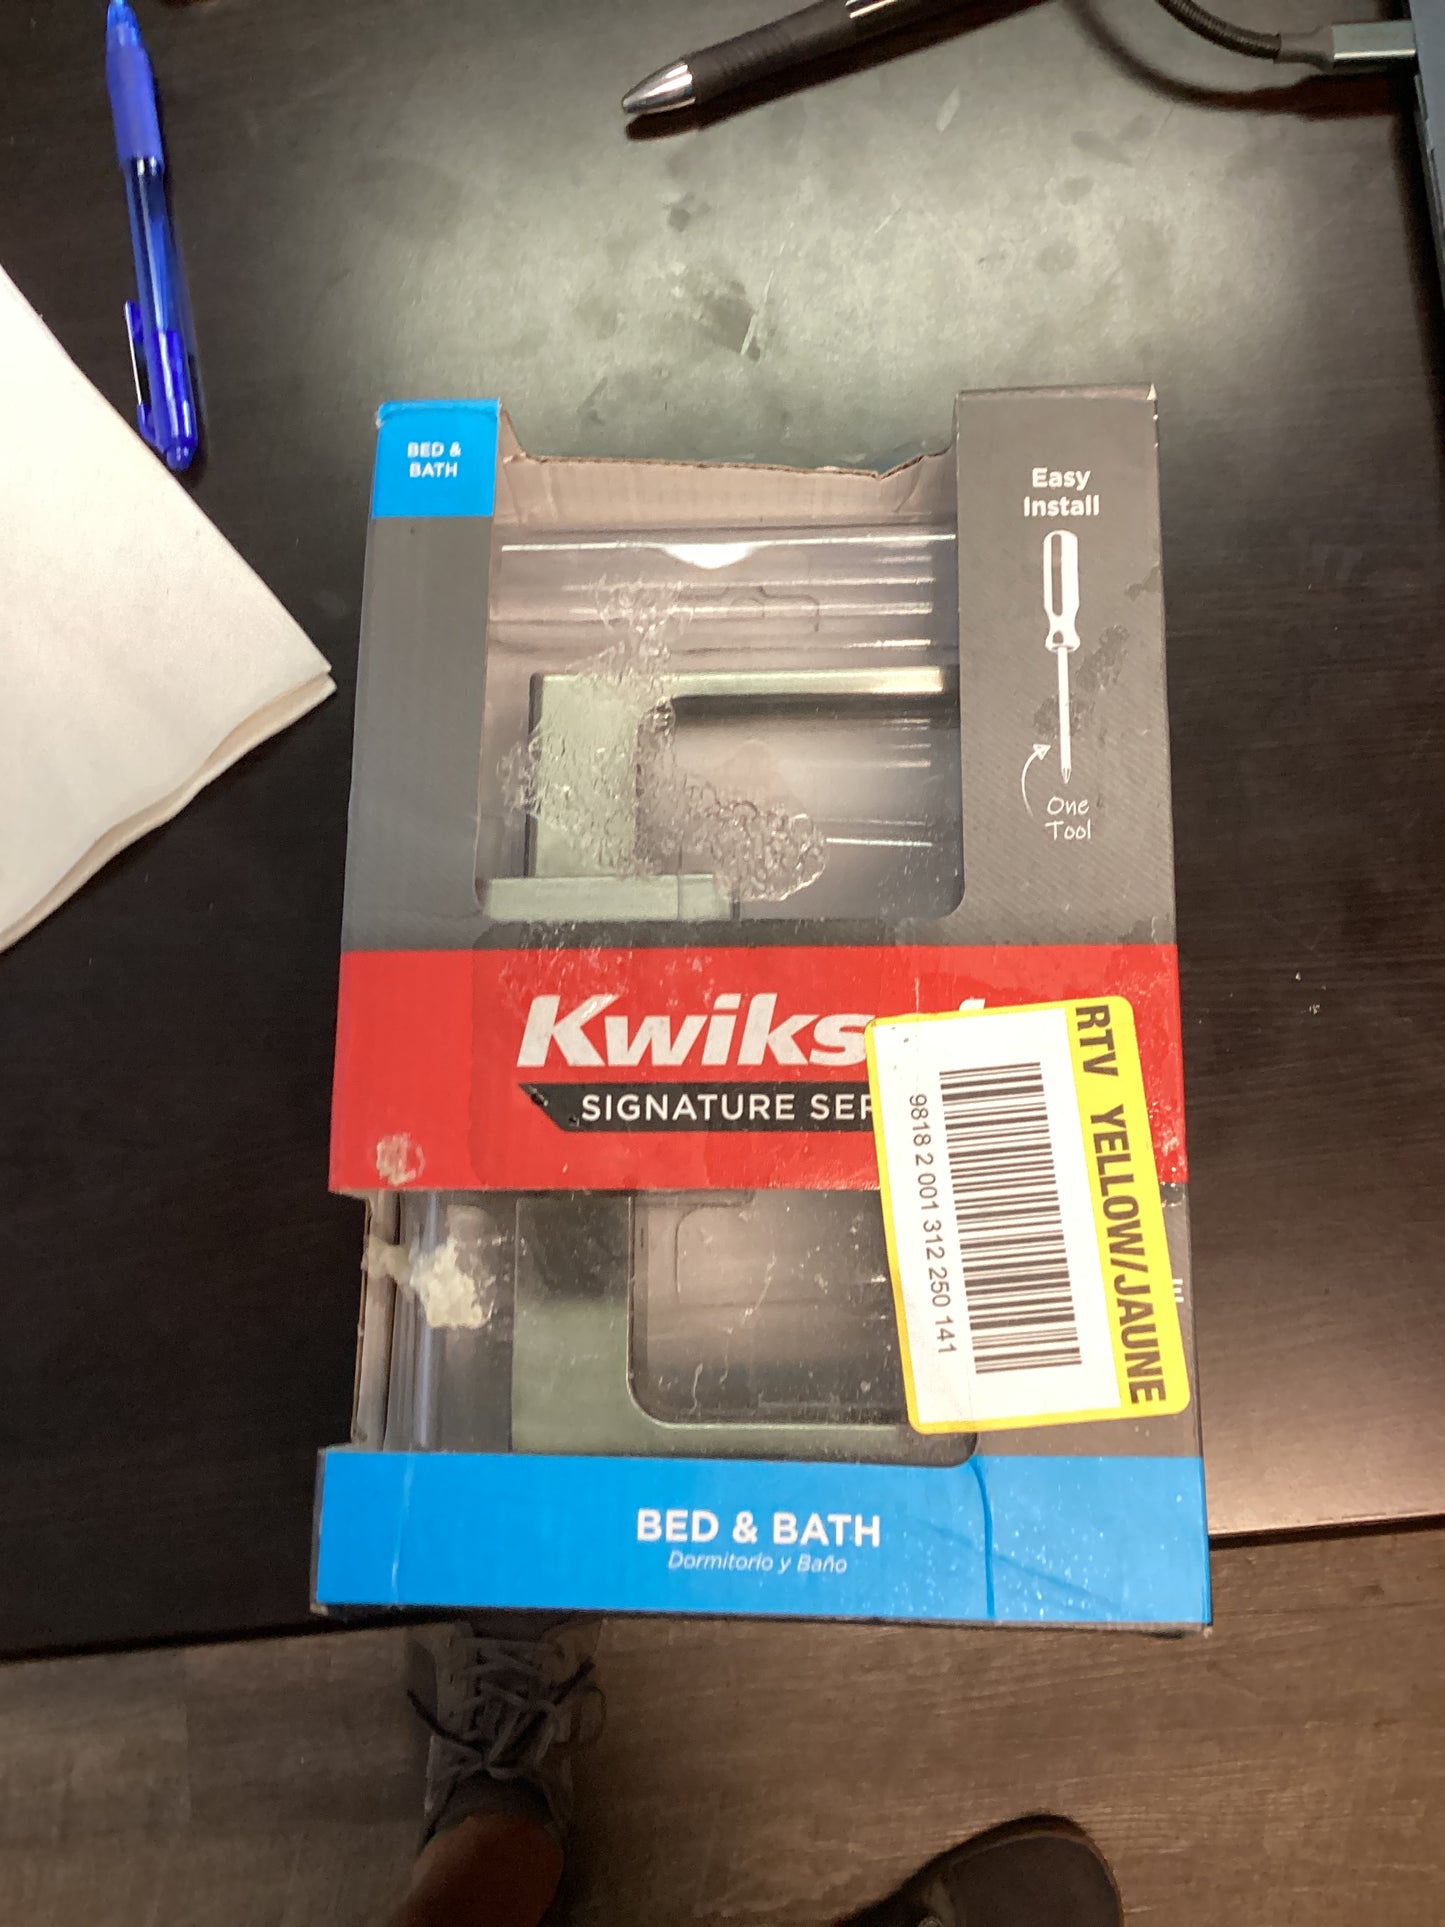 BED &
BATH
Easy
Install
One
Tool
Kwiks
SIGNATURE SER
RTV YELLOW/JAUNE
9818 2 001 312 250 141
BED & BATH
Dormitorio y Baño